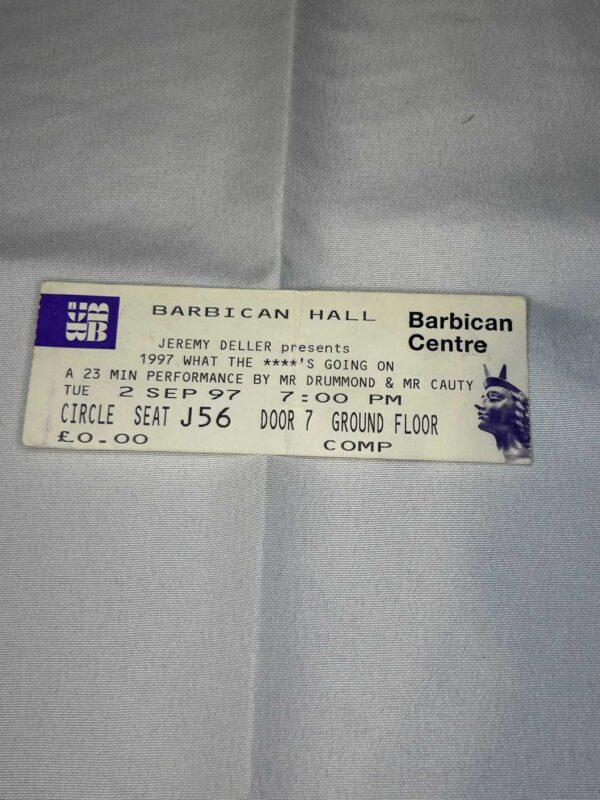 BARBICAN HALL
Barbican
Centre
JEREMY DELLER presents
1997 WHAT THE ****'S GOING ON
A 23 MIN PERFORMANCE BY MR DRUMMOND & MR CAUTY
TUE 2 SEP 97 7:00 PM
CIRCLE SEAT J56 DOOR 7 GROUND FLOOR
£0.00 COMP